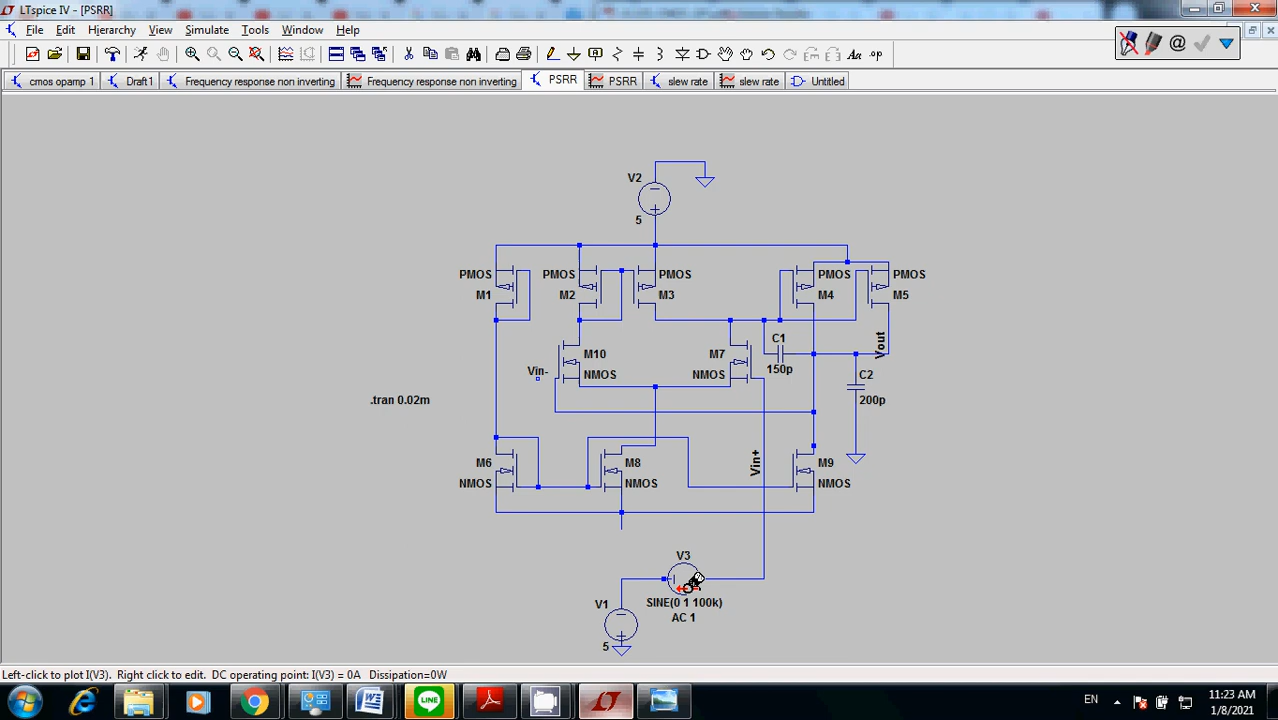 LTspice IV - [PSRR]
File Edit Hierarchy View Simulate Tools Window Help
cmos opamp 1 Draft1 Frequency response non inverting Frequency response non inverting PSRR PSRR slew rate slew rate Untitled
V2
5
PMOS PMOS PMOS PMOS PMOS
M1 M2 M3 M4 M5
C1
150p
Vout
M10
NMOS
M7
NMOS
Vin-
C2
200p
.tran 0.02m
Vin+
M6
NMOS
M8
NMOS
M9
NMOS
V3
SINE(0 1 100k)
AC 1
V1
5
Left-click to plot I(V3). Right click to edit. DC operating point: I(V3) = 0A Dissipation=0W
LINE
EN
11:23 AM
1/8/2021